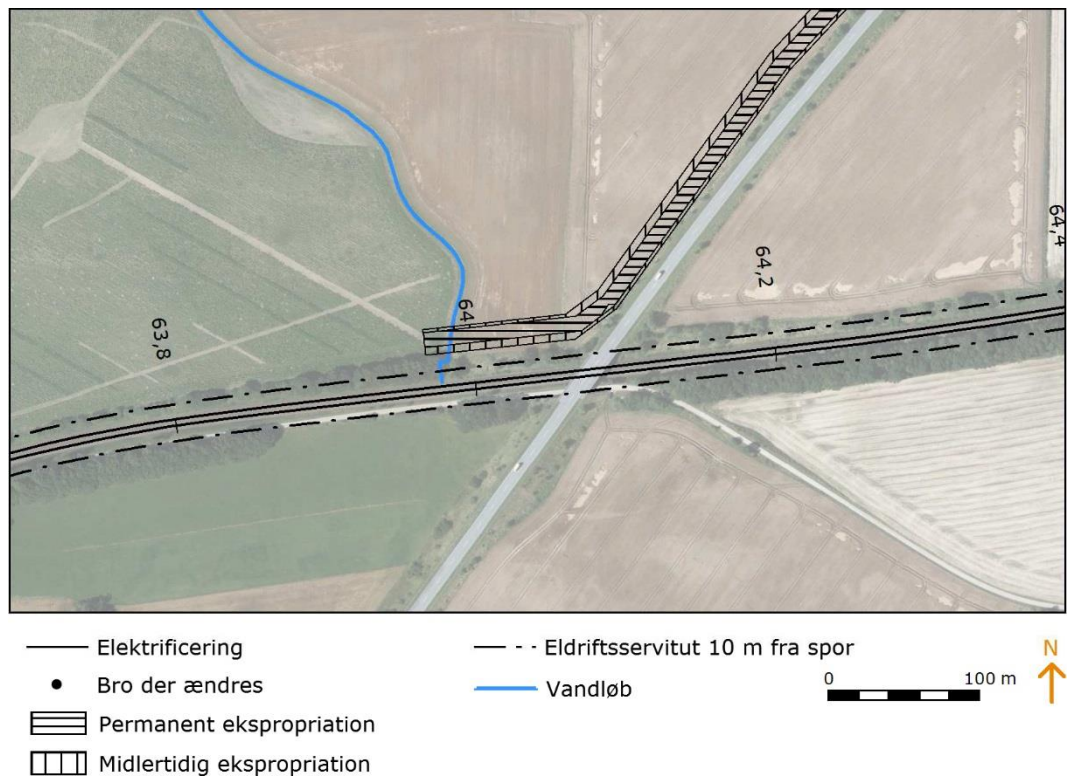 63,8
64
64,2
64,4
Elektrificering
Eldriftsservitut 10 m fra spor
N
Bro der ændres
Vandløb
0 100 m
Permanent ekspropriation
Midlertidig ekspropriation